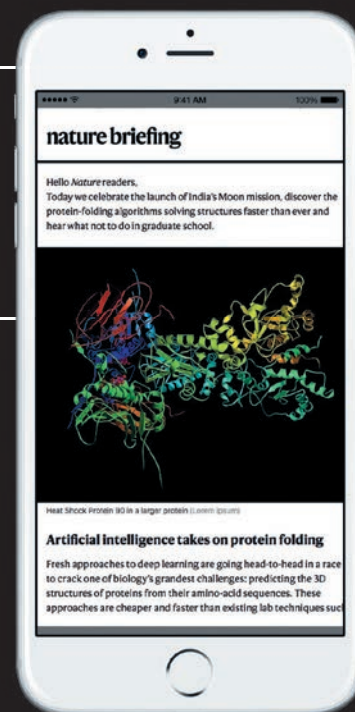 9:41 AM 100%
nature briefing
Hello Nature readers,
Today we celebrate the launch of India's Moon mission, discover the
protein-folding algorithms solving structures faster than ever and
hear what not to do in graduate school.
Heat Shock Protein 90 in a larger protein (Lorem Ipsum)
Artificial intelligence takes on protein folding
Fresh approaches to deep learning are going head-to-head in a race
to crack one of biology's grandest challenges: predicting the 3D
structures of proteins from their amino-acid sequences. These
approaches are cheaper and faster than existing lab techniques sucl